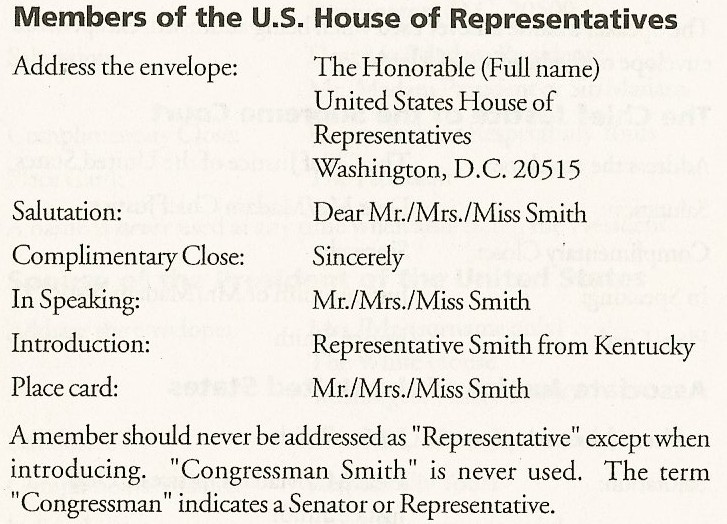 Members of the U.S. House of Representatives
Address the envelope: The Honorable (Full name)
United States House of
Representatives
Washington, D.C. 20515
Salutation: Dear Mr./Mrs./Miss Smith
Complimentary Close: Sincerely
In Speaking: Mr./Mrs./Miss Smith
Introduction: Representative Smith from Kentucky
Place card: Mr./Mrs./Miss Smith
A member should never be addressed as "Representative" except when
introducing. "Congressman Smith" is never used. The term
"Congressman" indicates a Senator or Representative.